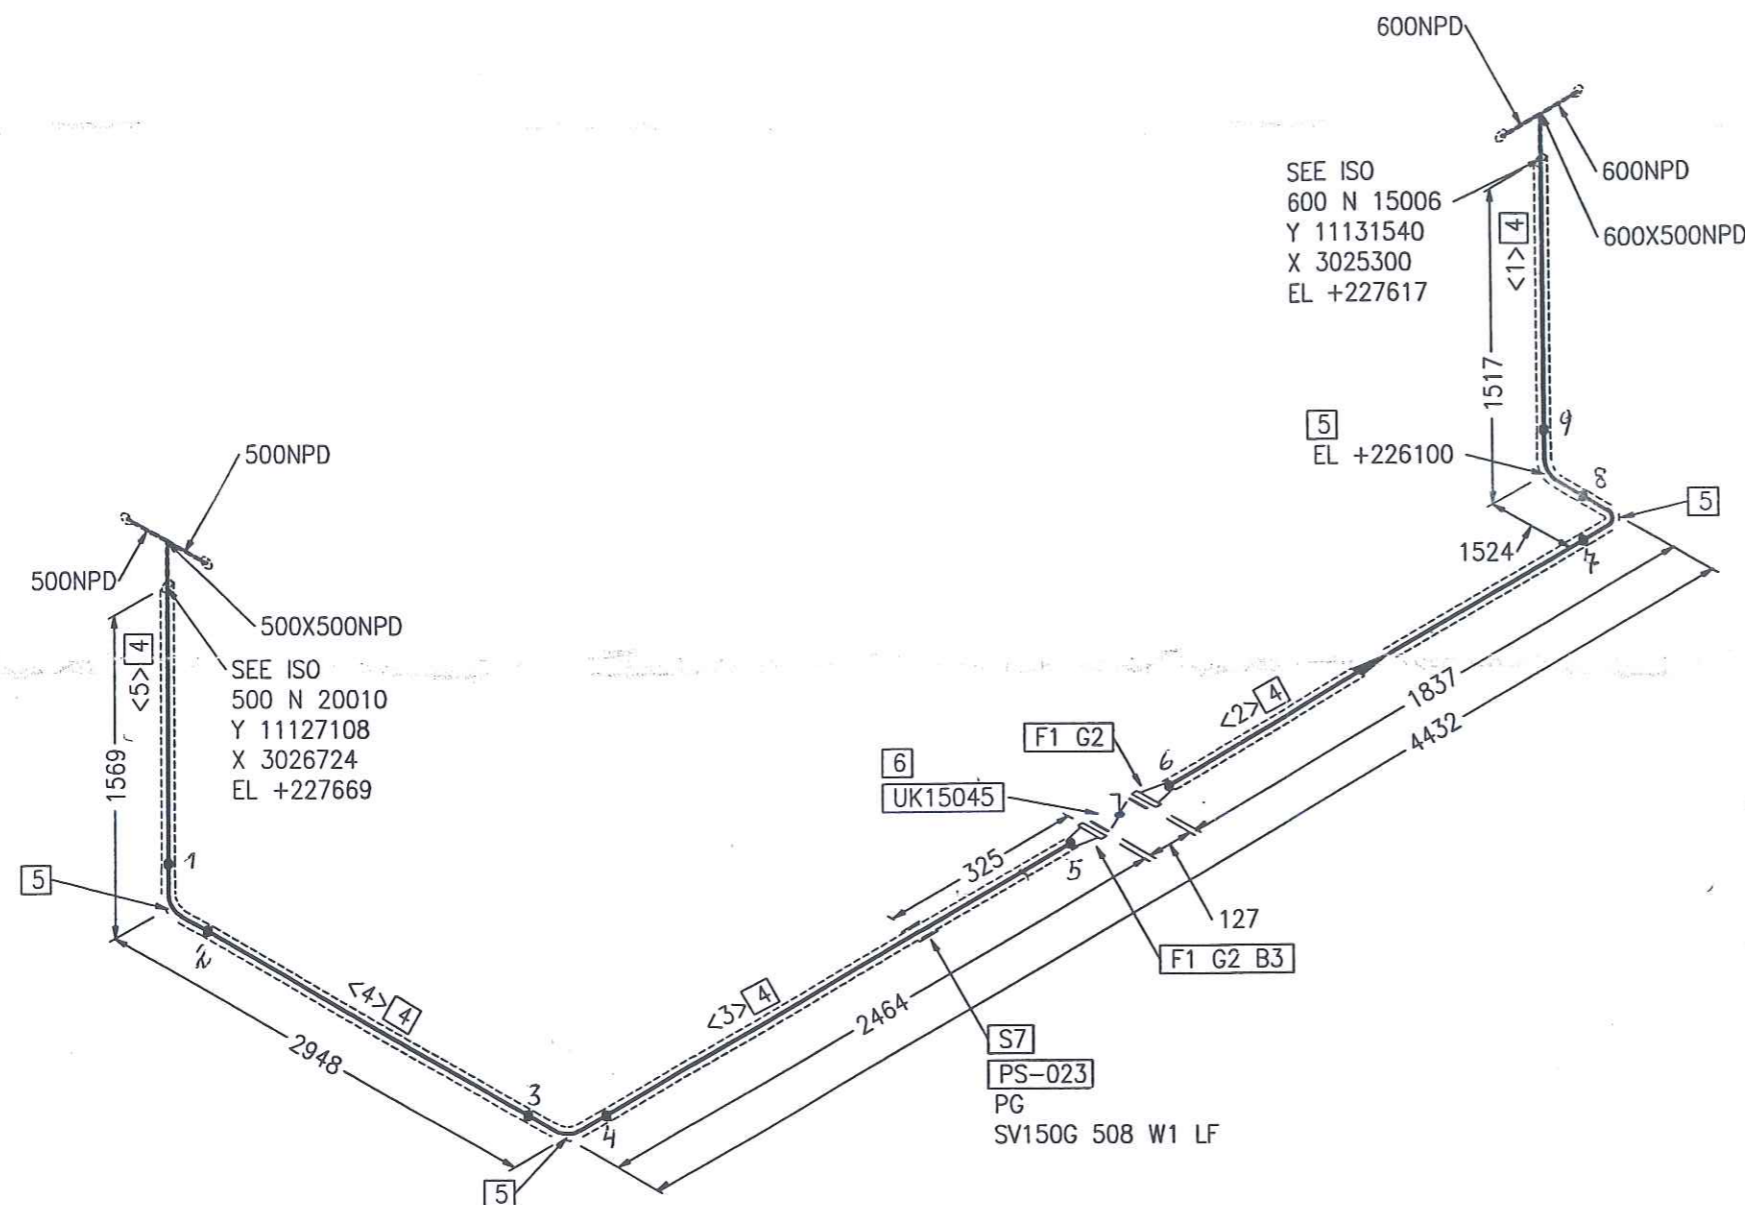 600NPD
600NPD
600X500NPD
SEE ISO
600 N 15006
Y 11131540
X 3025300
EL +227617
<1> 4
1517
9
5
EL +226100
8
5
1524
7
500NPD
500NPD
500X500NPD
SEE ISO
500 N 20010
Y 11127108
X 3026724
EL +227669
<5> 4
1569
1
5
2
<4> 4
2948
3
4
5
<3> 4
325
5
6
UK15045
F1 G2
7
6
<2> 4
1837
4432
127
F1 G2 B3
2464
S7
PS-023
PG
SV150G 508 W1 LF